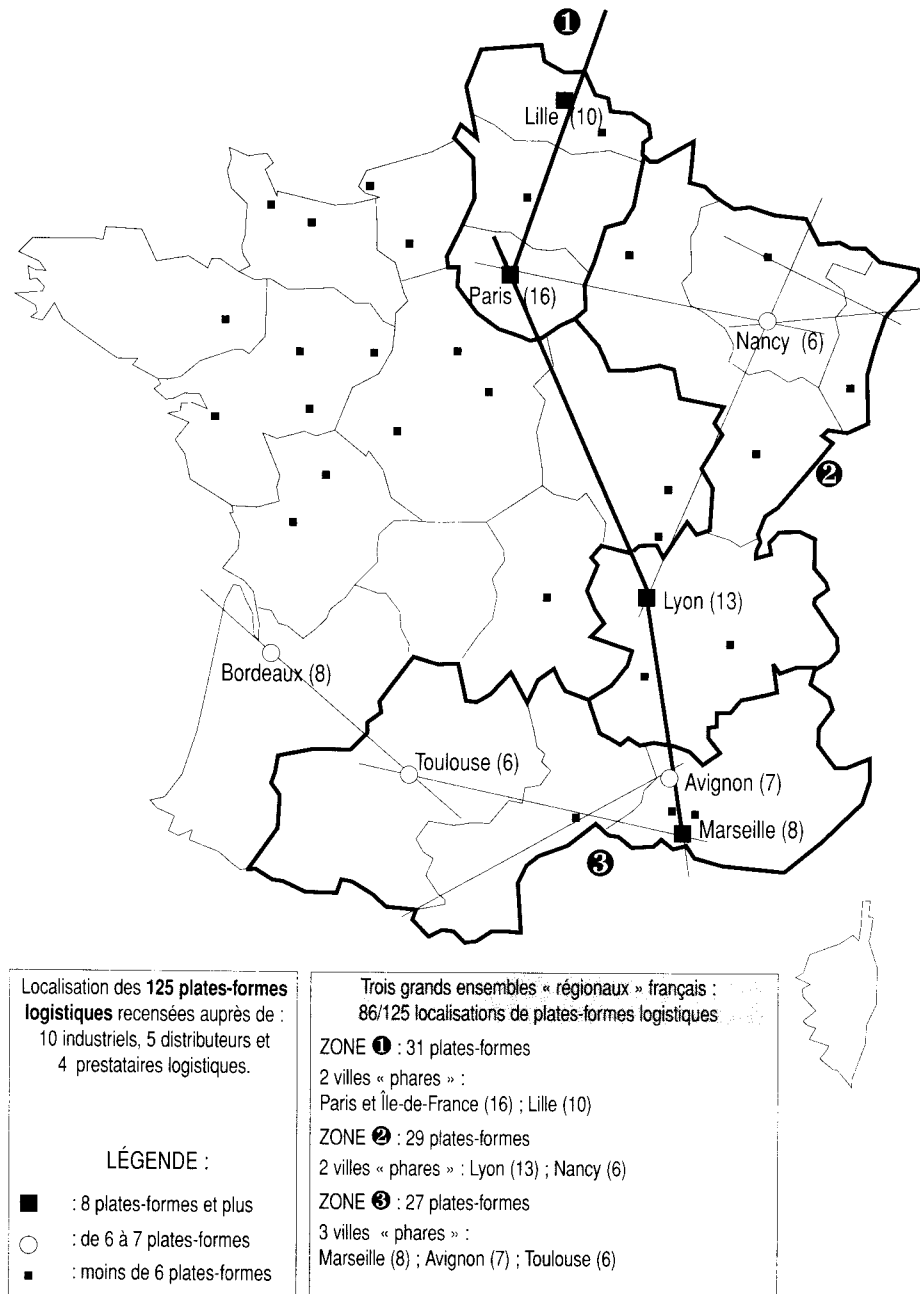 ❶
Lille (10)
Paris (16)
Nancy (6)
❷
Lyon (13)
Bordeaux (8)
Toulouse (6)
Avignon (7)
Marseille (8)
❸
Localisation des 125 plates-formes
logistiques recensées auprès de :
10 industriels, 5 distributeurs et
4 prestataires logistiques.
LÉGENDE :
: 8 plates-formes et plus
: de 6 à 7 plates-formes
: moins de 6 plates-formes
Trois grands ensembles « régionaux » français :
86/125 localisations de plates-formes logistiques
ZONE ❶ : 31 plates-formes
2 villes « phares » :
Paris et Île-de-France (16) ; Lille (10)
ZONE ❷ : 29 plates-formes
2 villes « phares » : Lyon (13) ; Nancy (6)
ZONE ❸ : 27 plates-formes
3 villes « phares » :
Marseille (8) ; Avignon (7) ; Toulouse (6)